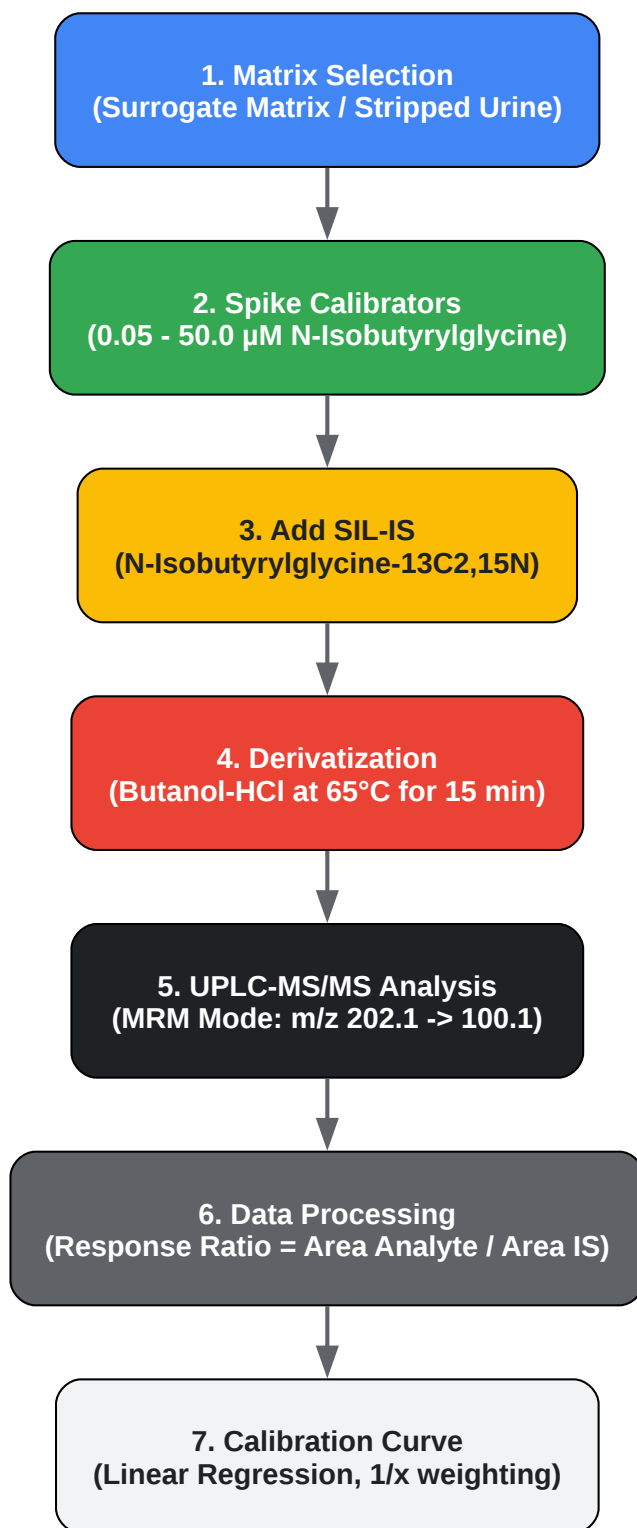 1. Matrix Selection
(Surrogate Matrix / Stripped Urine)
2. Spike Calibrators
(0.05 - 50.0 µM N-Isobutyrylglycine)
3. Add SIL-IS
(N-Isobutyrylglycine-13C2,15N)
4. Derivatization
(Butanol-HCl at 65°C for 15 min)
5. UPLC-MS/MS Analysis
(MRM Mode: m/z 202.1 -> 100.1)
6. Data Processing
(Response Ratio = Area Analyte / Area IS)
7. Calibration Curve
(Linear Regression, 1/x weighting)